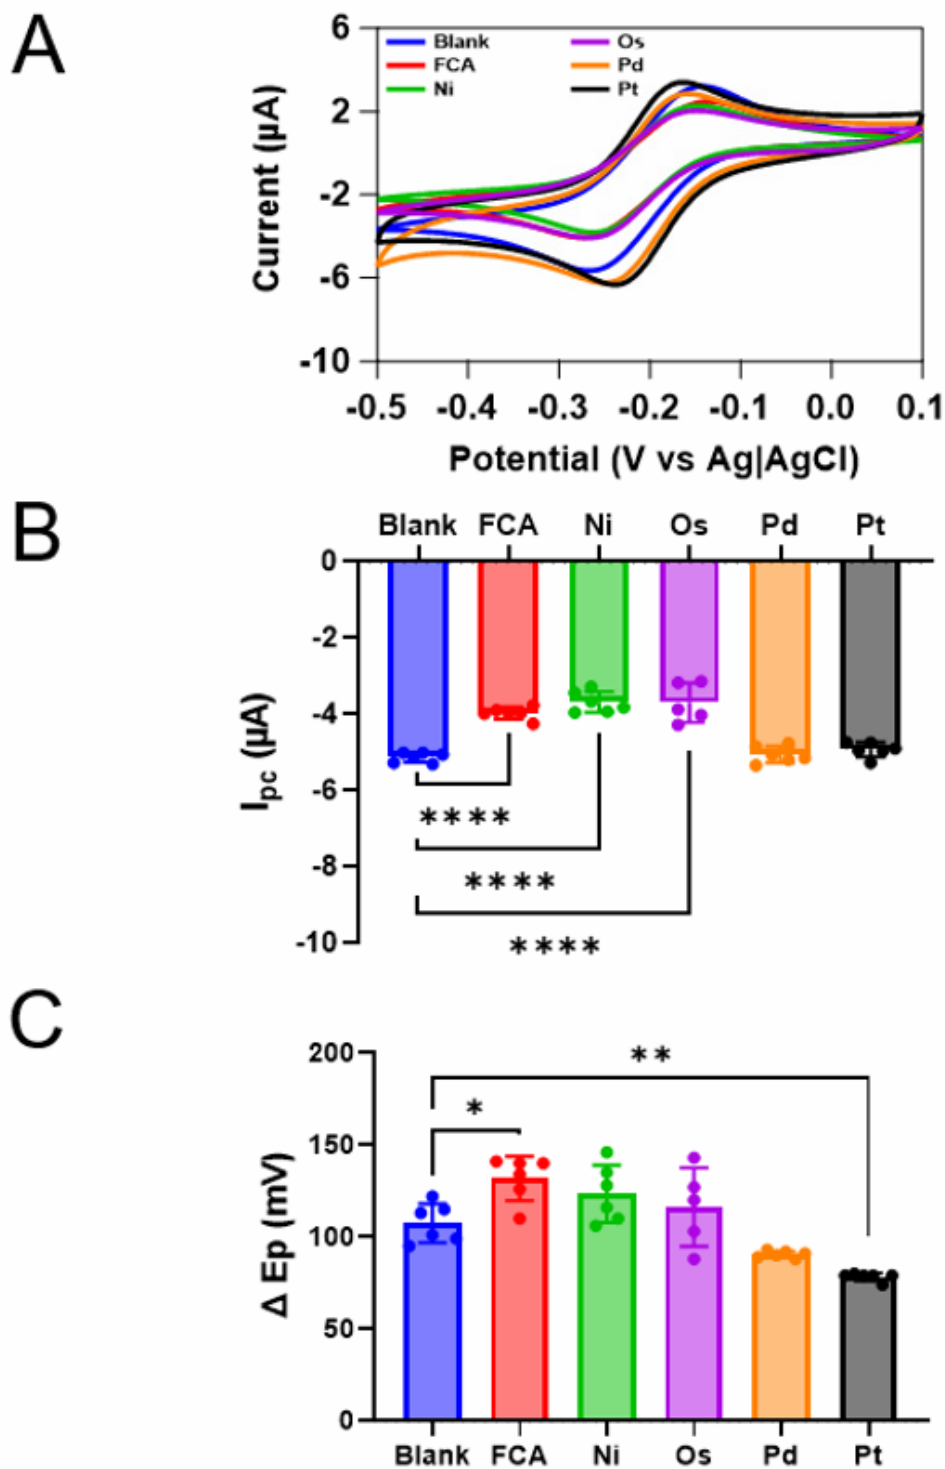 A
6
2
-2
-6
-10
Current (µA)
Blank
FCA
Ni
Os
Pd
Pt
-0.5 -0.4 -0.3 -0.2 -0.1 0.0 0.1
Potential (V vs Ag|AgCl)
B
Blank FCA Ni Os Pd Pt
0
-2
-4
-6
-8
-10
Ipc (µA)
****
****
****
C
200
150
100
50
0
Δ Ep (mV)
**
*
Blank FCA Ni Os Pd Pt